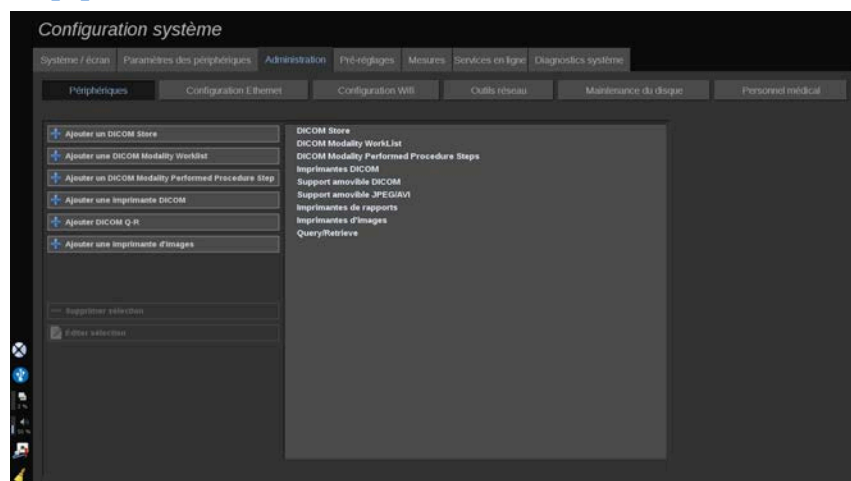 Configuration système
Système / écran Paramètres des périphériques Administration Pré-réglages Mesures Services en ligne Diagnostics système
Périphériques Configuration Ethernet Configuration Wifi Outils réseau Maintenance du disque Personnel médical
Ajouter un DICOM Store
Ajouter une DICOM Modality Worklist
Ajouter un DICOM Modality Performed Procedure Step
Ajouter une imprimante DICOM
Ajouter DICOM Q-R
Ajouter une imprimante d'images
Supprimer sélection
Éditer sélection
DICOM Store
DICOM Modality WorkList
DICOM Modality Performed Procedure Steps
Imprimantes DICOM
Support amovible DICOM
Support amovible JPEG/AVI
Imprimantes de rapports
Imprimantes d'images
Query/Retrieve
2 %